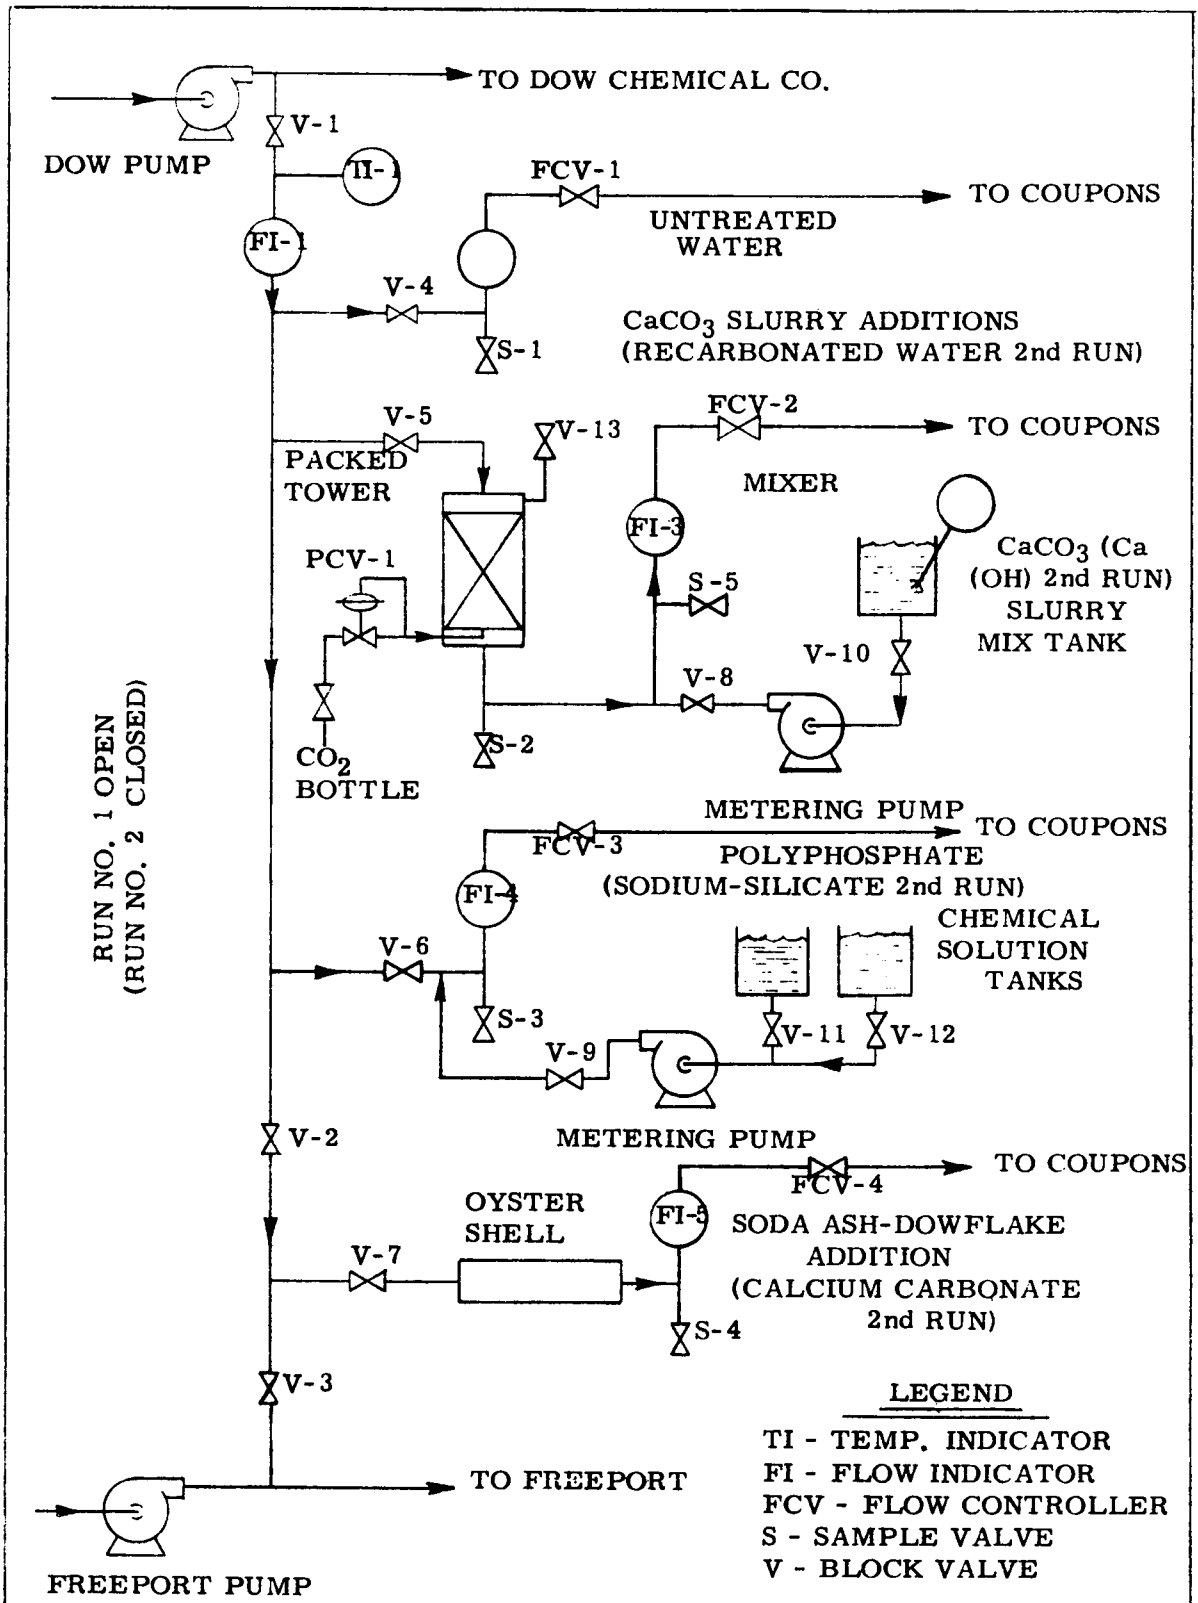 TO DOW CHEMICAL CO.
V-1
DOW PUMP
TI-1
FCV-1
TO COUPONS
UNTREATED
WATER
FI-1
V-4
S-1
CaCO3 SLURRY ADDITIONS
(RECARBONATED WATER 2nd RUN)
V-5
V-13
FCV-2
TO COUPONS
PACKED
TOWER
MIXER
FI-3
PCV-1
S-5
CaCO3 (Ca
(OH) 2nd RUN)
SLURRY
MIX TANK
V-10
V-8
S-2
CO2
BOTTLE
RUN NO. 1 OPEN
(RUN NO. 2 CLOSED)
METERING PUMP
FCV-3
TO COUPONS
POLYPHOSPHATE
(SODIUM-SILICATE 2nd RUN)
FI-4
CHEMICAL
SOLUTION
TANKS
V-6
S-3
V-11
V-12
V-9
V-2
METERING PUMP
TO COUPONS
FCV-4
OYSTER
SHELL
FI-5
SODA ASH-DOWFLAKE
ADDITION
(CALCIUM CARBONATE
2nd RUN)
V-7
S-4
V-3
LEGEND
TI - TEMP. INDICATOR
FI - FLOW INDICATOR
FCV - FLOW CONTROLLER
S - SAMPLE VALVE
V - BLOCK VALVE
TO FREEPORT
FREEPORT PUMP